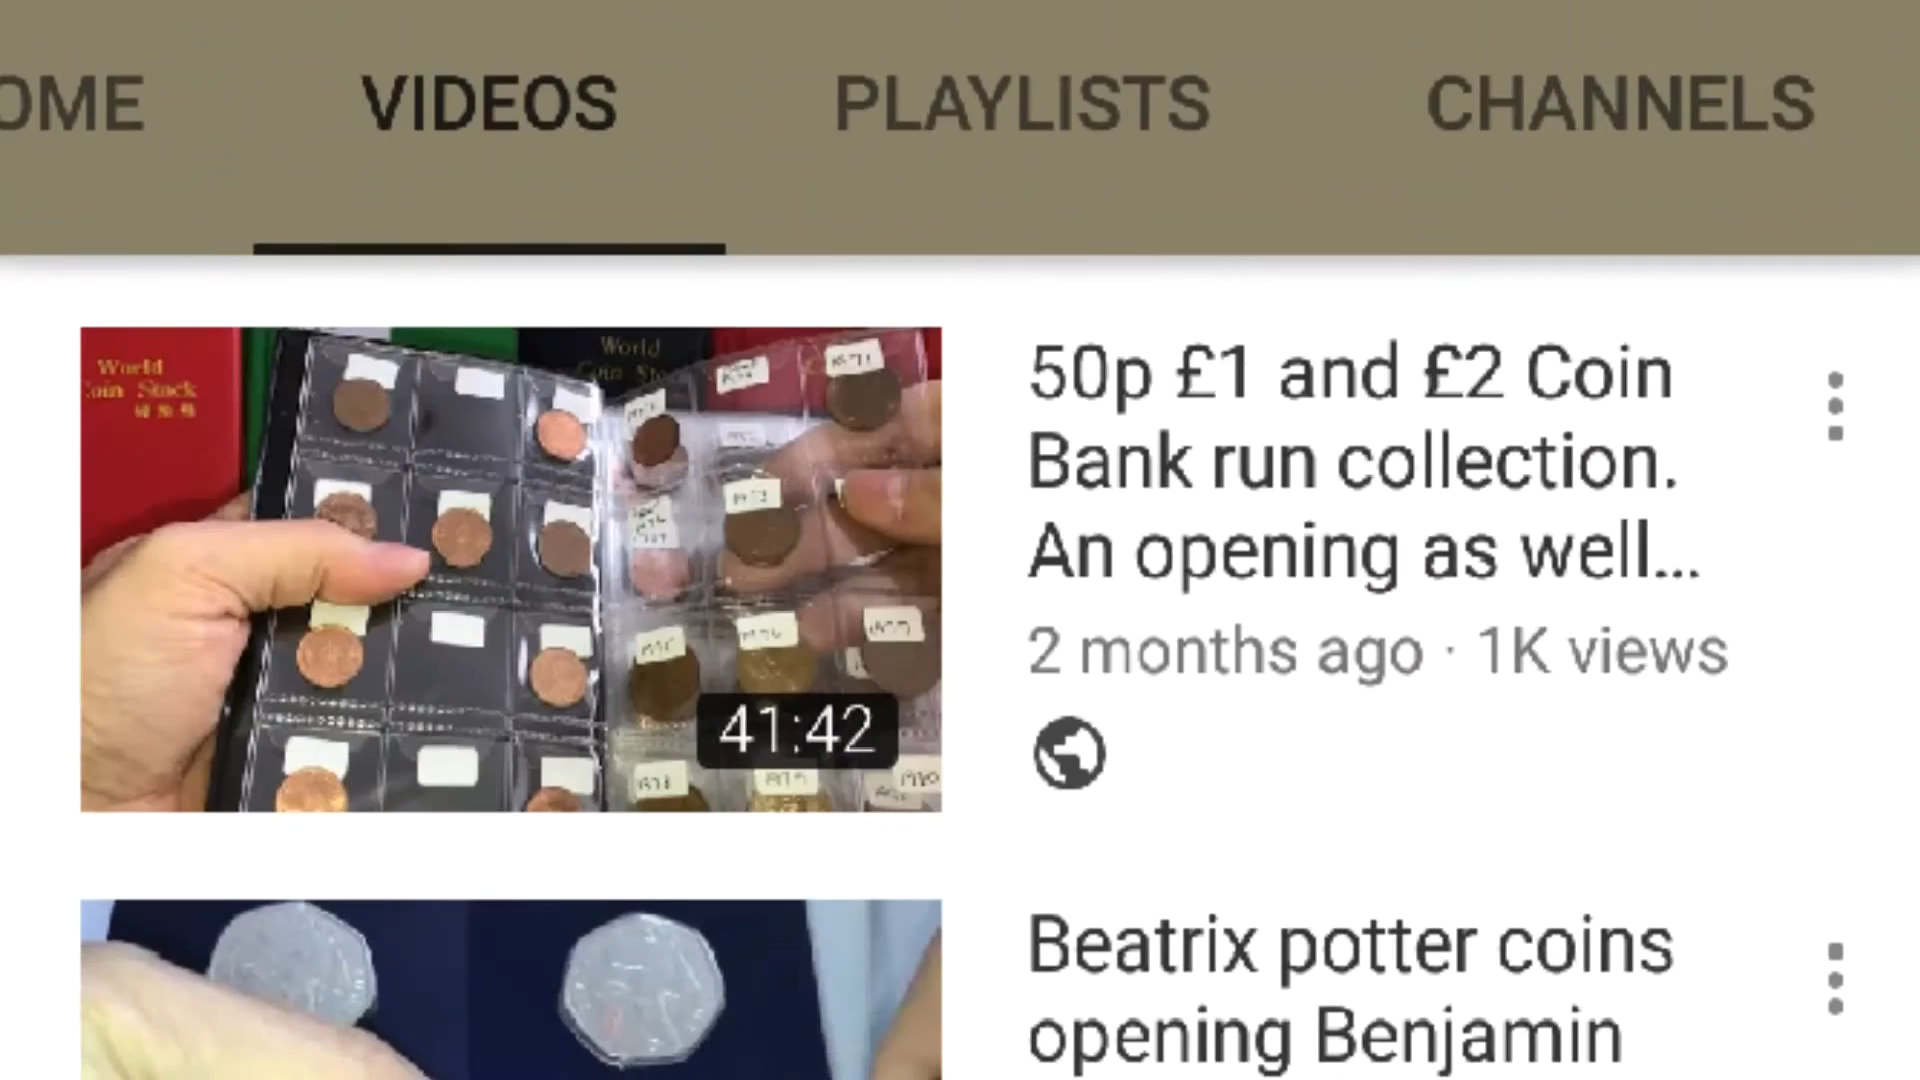 OME VIDEOS PLAYLISTS CHANNELS
World
World
Coin Stock
41:42
50p £1 and £2 Coin
Bank run collection.
An opening as well...
2 months ago · 1K views
Beatrix potter coins
opening Benjamin